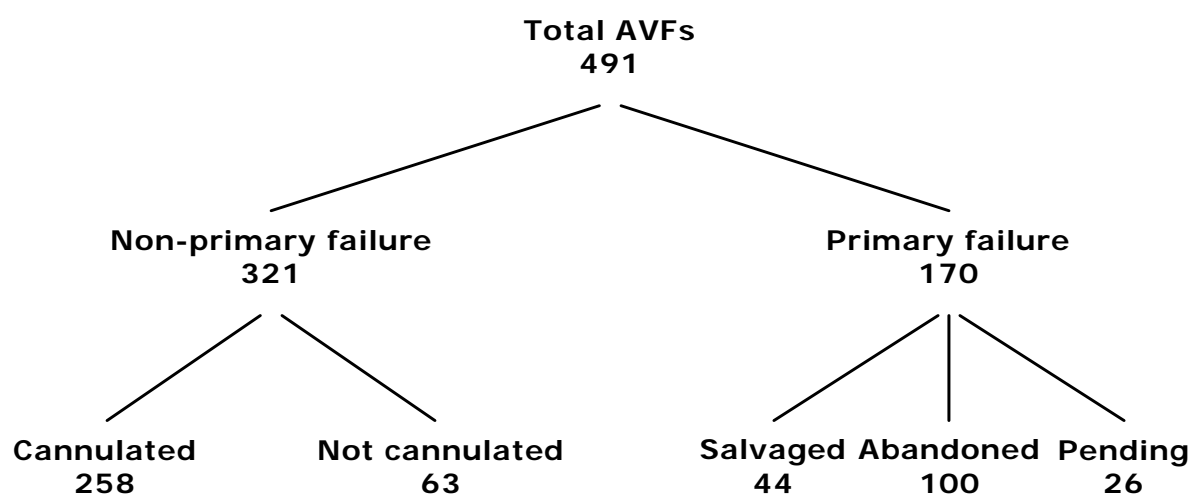 Total AVFs
491
Non-primary failure
321
Primary failure
170
Cannulated
258
Not cannulated
63
Salvaged
44
Abandoned
100
Pending
26